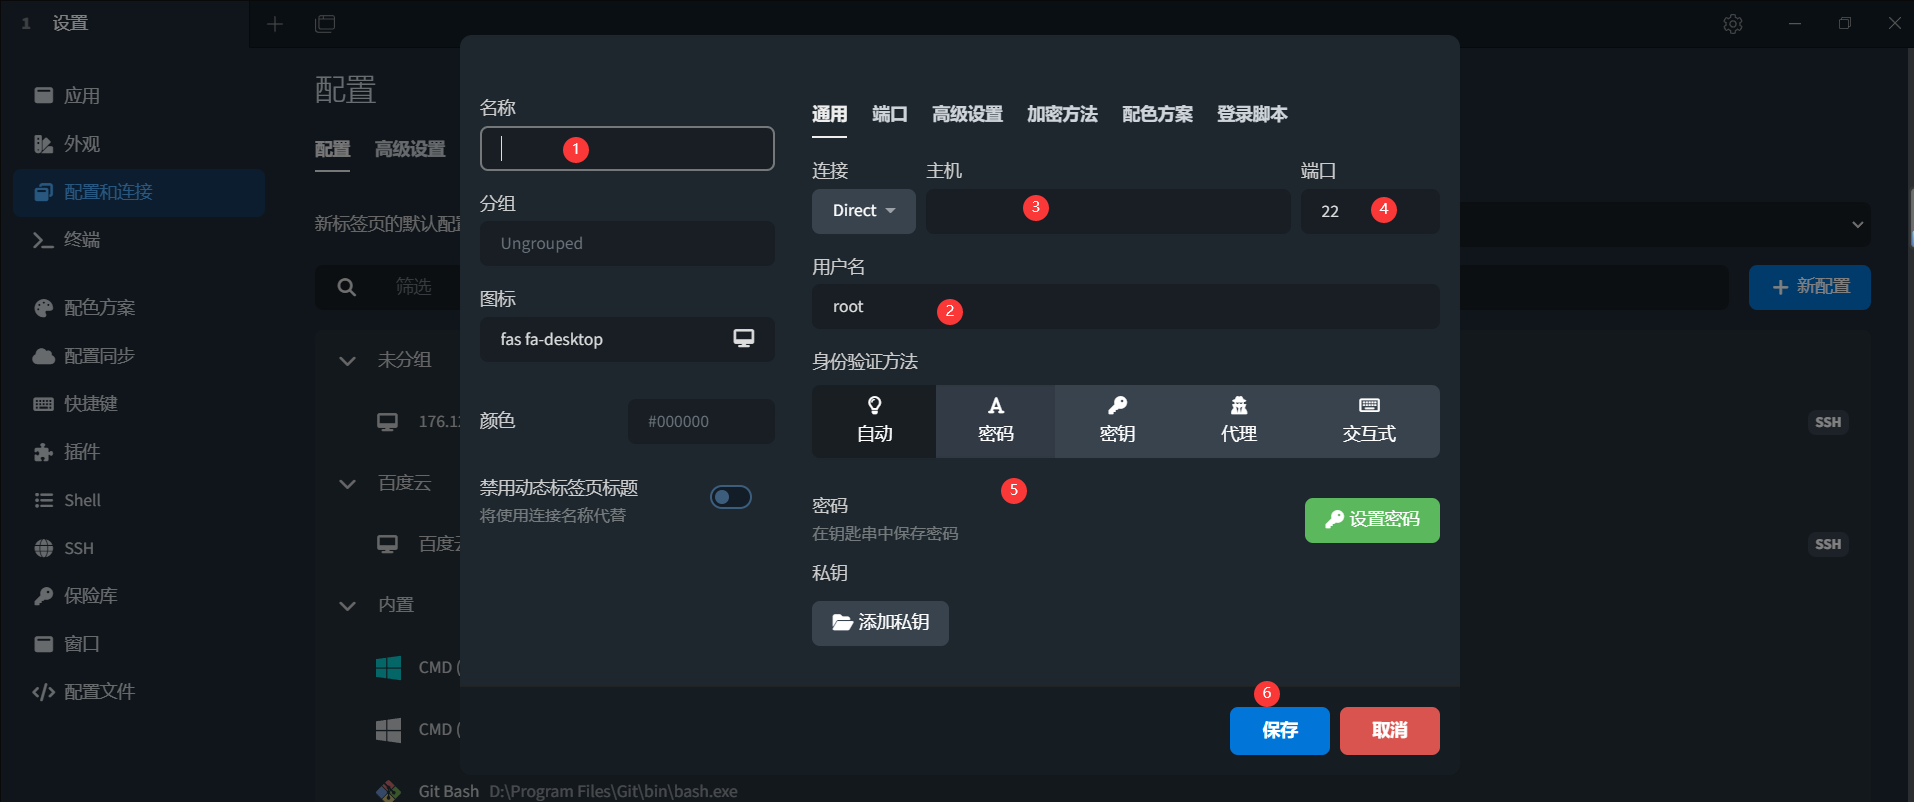 1 设置
应用
外观
配置和连接
终端
配色方案
配置同步
快捷键
插件
Shell
SSH
保险库
窗口
配置文件
配置
配置 高级设置
新标签页的默认配
筛选
新配置
未分组
176.1
SSH
百度云
百度
SSH
内置
CMD (
CMD (
Git Bash D:\Program Files\Git\bin\bash.exe
名称
1
分组
Ungrouped
图标
fas fa-desktop
颜色
#000000
禁用动态标签页标题
将使用连接名称代替
通用 端口 高级设置 加密方法 配色方案 登录脚本
连接 主机 端口
Direct 3 22 4
用户名
root 2
身份验证方法
自动 密码 密钥 代理 交互式
5
密码
在钥匙串中保存密码
设置密码
私钥
添加私钥
6
保存 取消